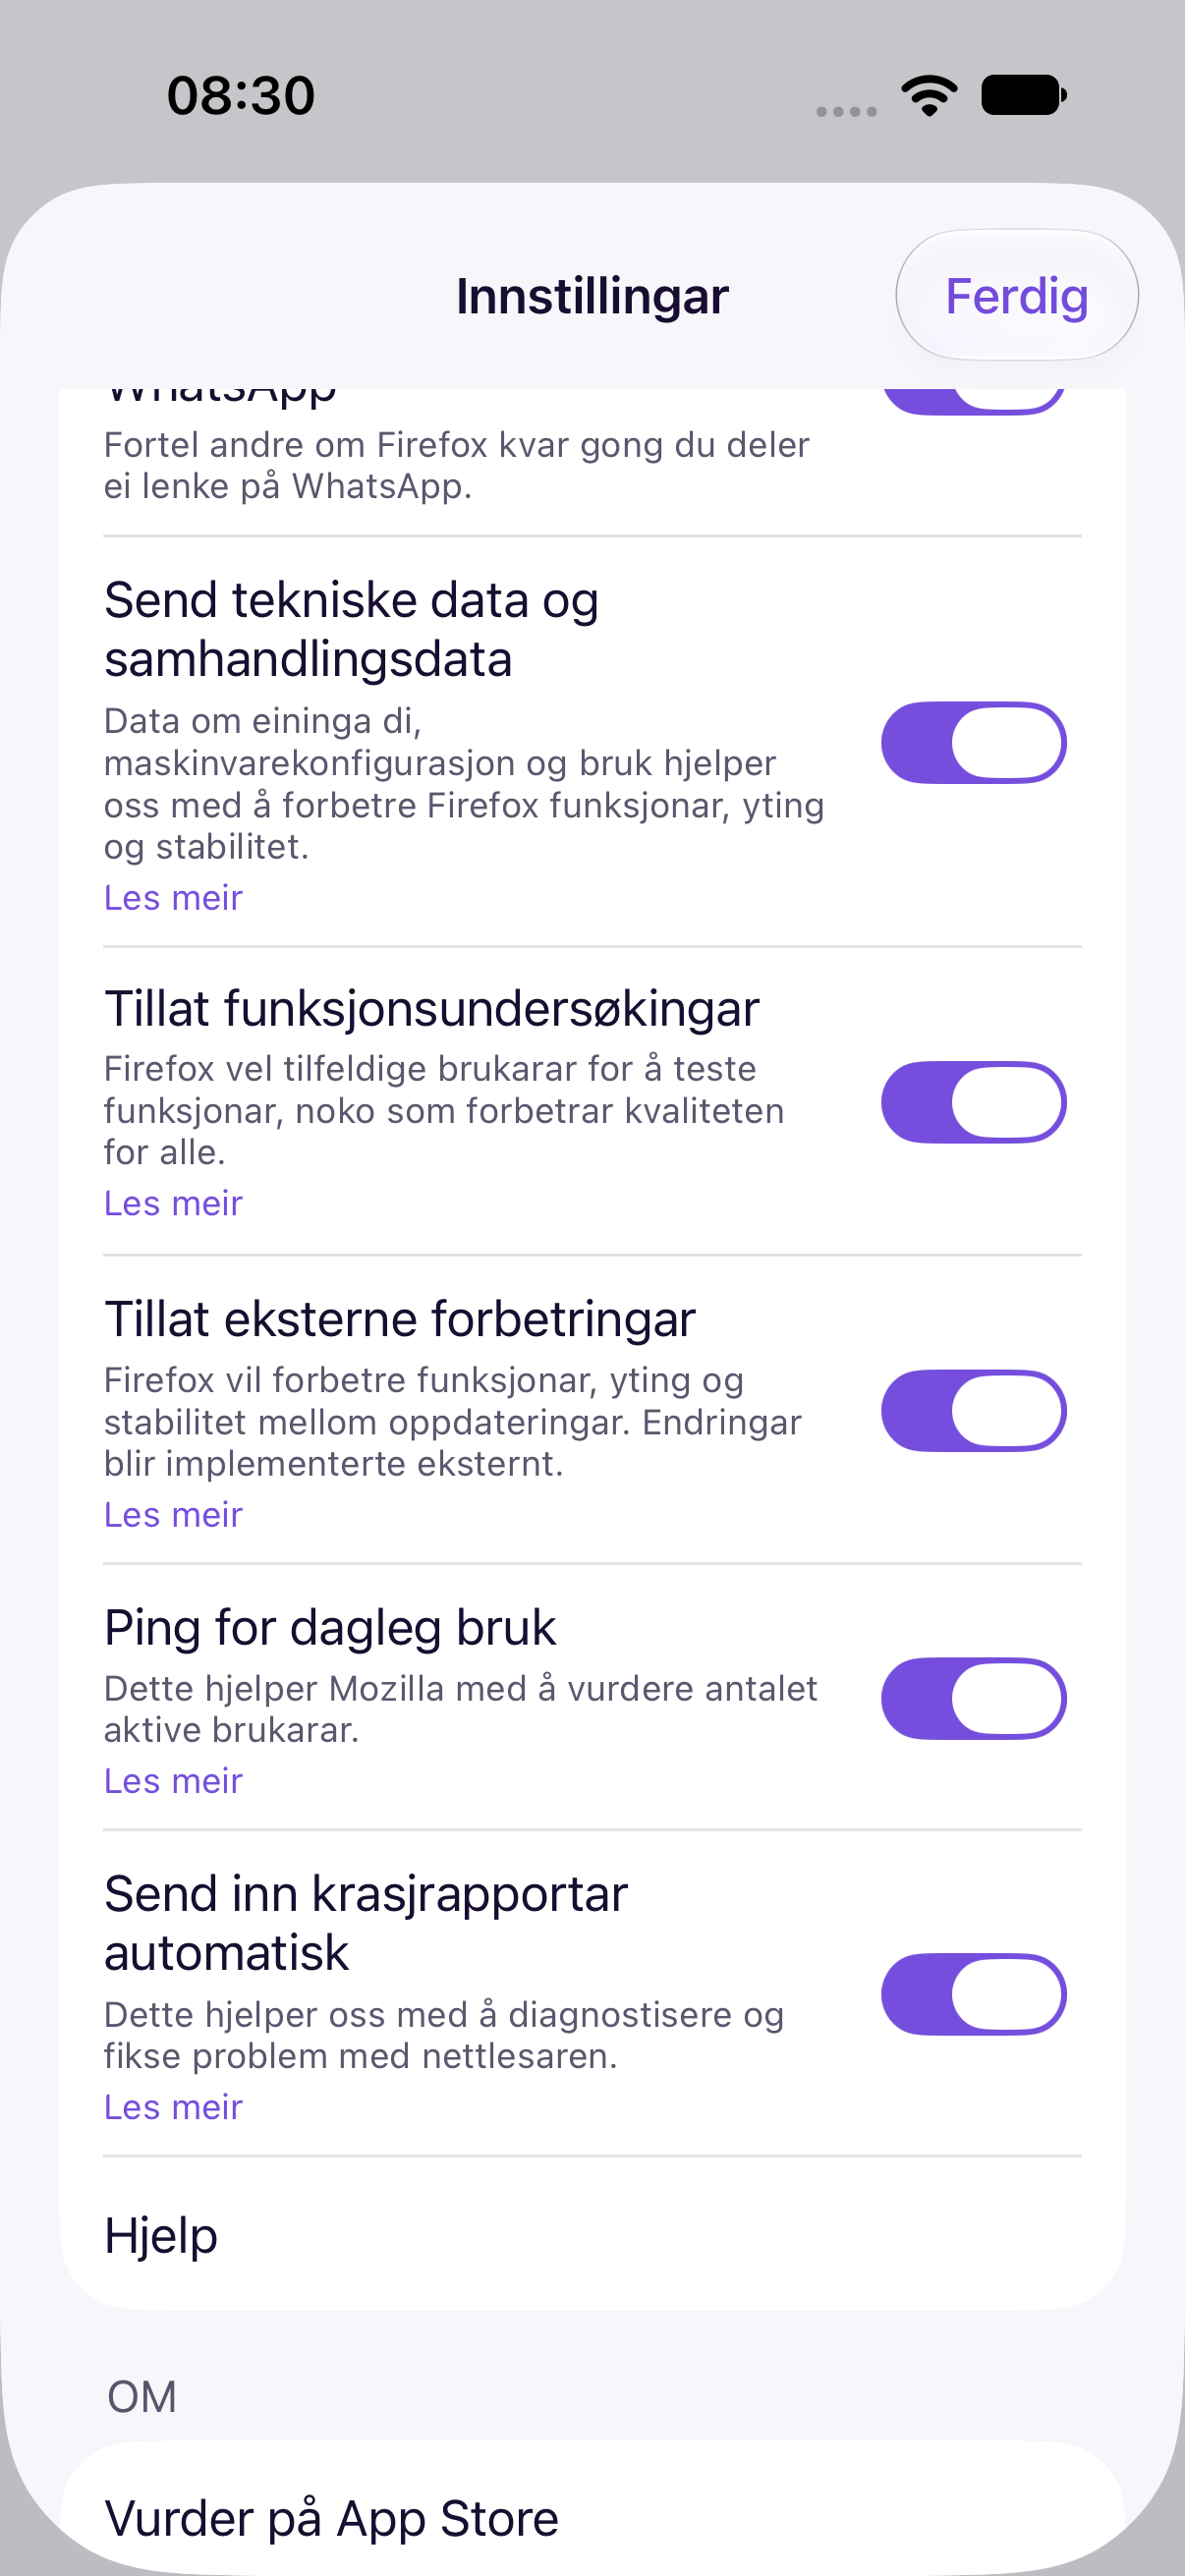 08:30
Innstillingar
Ferdig
WhatsApp
Fortel andre om Firefox kvar gong du deler
ei lenke på WhatsApp.
Send tekniske data og
samhandlingsdata
Data om eininga di,
maskinvarekonfigurasjon og bruk hjelper
oss med å forbetre Firefox funksjonar, yting
og stabilitet.
Les meir
Tillat funksjonsundersøkingar
Firefox vel tilfeldige brukarar for å teste
funksjonar, noko som forbetrar kvaliteten
for alle.
Les meir
Tillat eksterne forbetringar
Firefox vil forbetre funksjonar, yting og
stabilitet mellom oppdateringar. Endringar
blir implementerte eksternt.
Les meir
Ping for dagleg bruk
Dette hjelper Mozilla med å vurdere antalet
aktive brukarar.
Les meir
Send inn krasjrapportar
automatisk
Dette hjelper oss med å diagnostisere og
fikse problem med nettlesaren.
Les meir
Hjelp
OM
Vurder på App Store